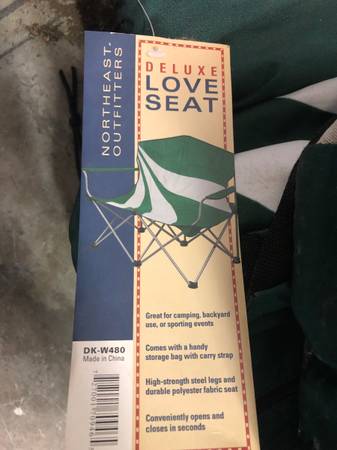 NORTHEAST
OUTFITTERS
DELUXE
LOVE
SEAT
Great for camping, backyard
use, or sporting events
Comes with a handy
storage bag with carry strap
High-strength steel legs and
durable polyester fabric seat
Conveniently opens and
closes in seconds
DK-W480
Made in China